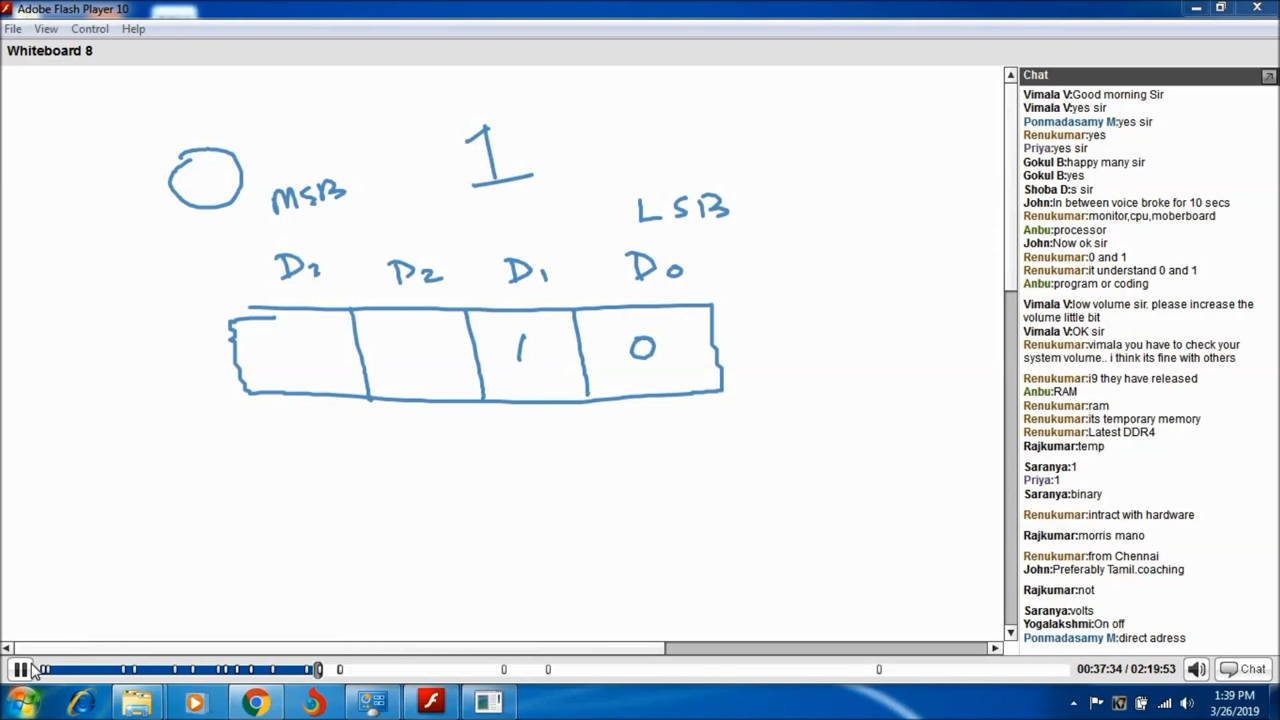 Adobe Flash Player 10
File View Control Help
Whiteboard 8
1
MSB
LSB
D3 D2 D1 D0
1 0
Chat
Vimala V:Good morning Sir
Vimala V:yes sir
Ponmadasamy M:yes sir
Renukumar:yes
Priya:yes sir
Gokul B:happy many sir
Gokul B:yes
Shoba D:s sir
John:In between voice broke for 10 secs
Renukumar:monitor,cpu,moberboard
Anbu:processor
John:Now ok sir
Renukumar:0 and 1
Renukumar:it understand 0 and 1
Anbu:program or coding
Vimala V:low volume sir. please increase the
volume little bit
Vimala V:OK sir
Renukumar:vimala you have to check your
system volume.. i think its fine with others
Renukumar:i9 they have released
Anbu:RAM
Renukumar:ram
Renukumar:its temporary memory
Renukumar:Latest DDR4
Rajkumar:temp
Saranya:1
Priya:1
Saranya:binary
Renukumar:intract with hardware
Rajkumar:morris mano
Renukumar:from Chennai
John:Preferably Tamil.coaching
Rajkumar:not
Saranya:volts
Yogalakshmi:On off
Ponmadasamy M:direct adress
00:37:34 / 02:19:53 Chat
1:39 PM
3/26/2019